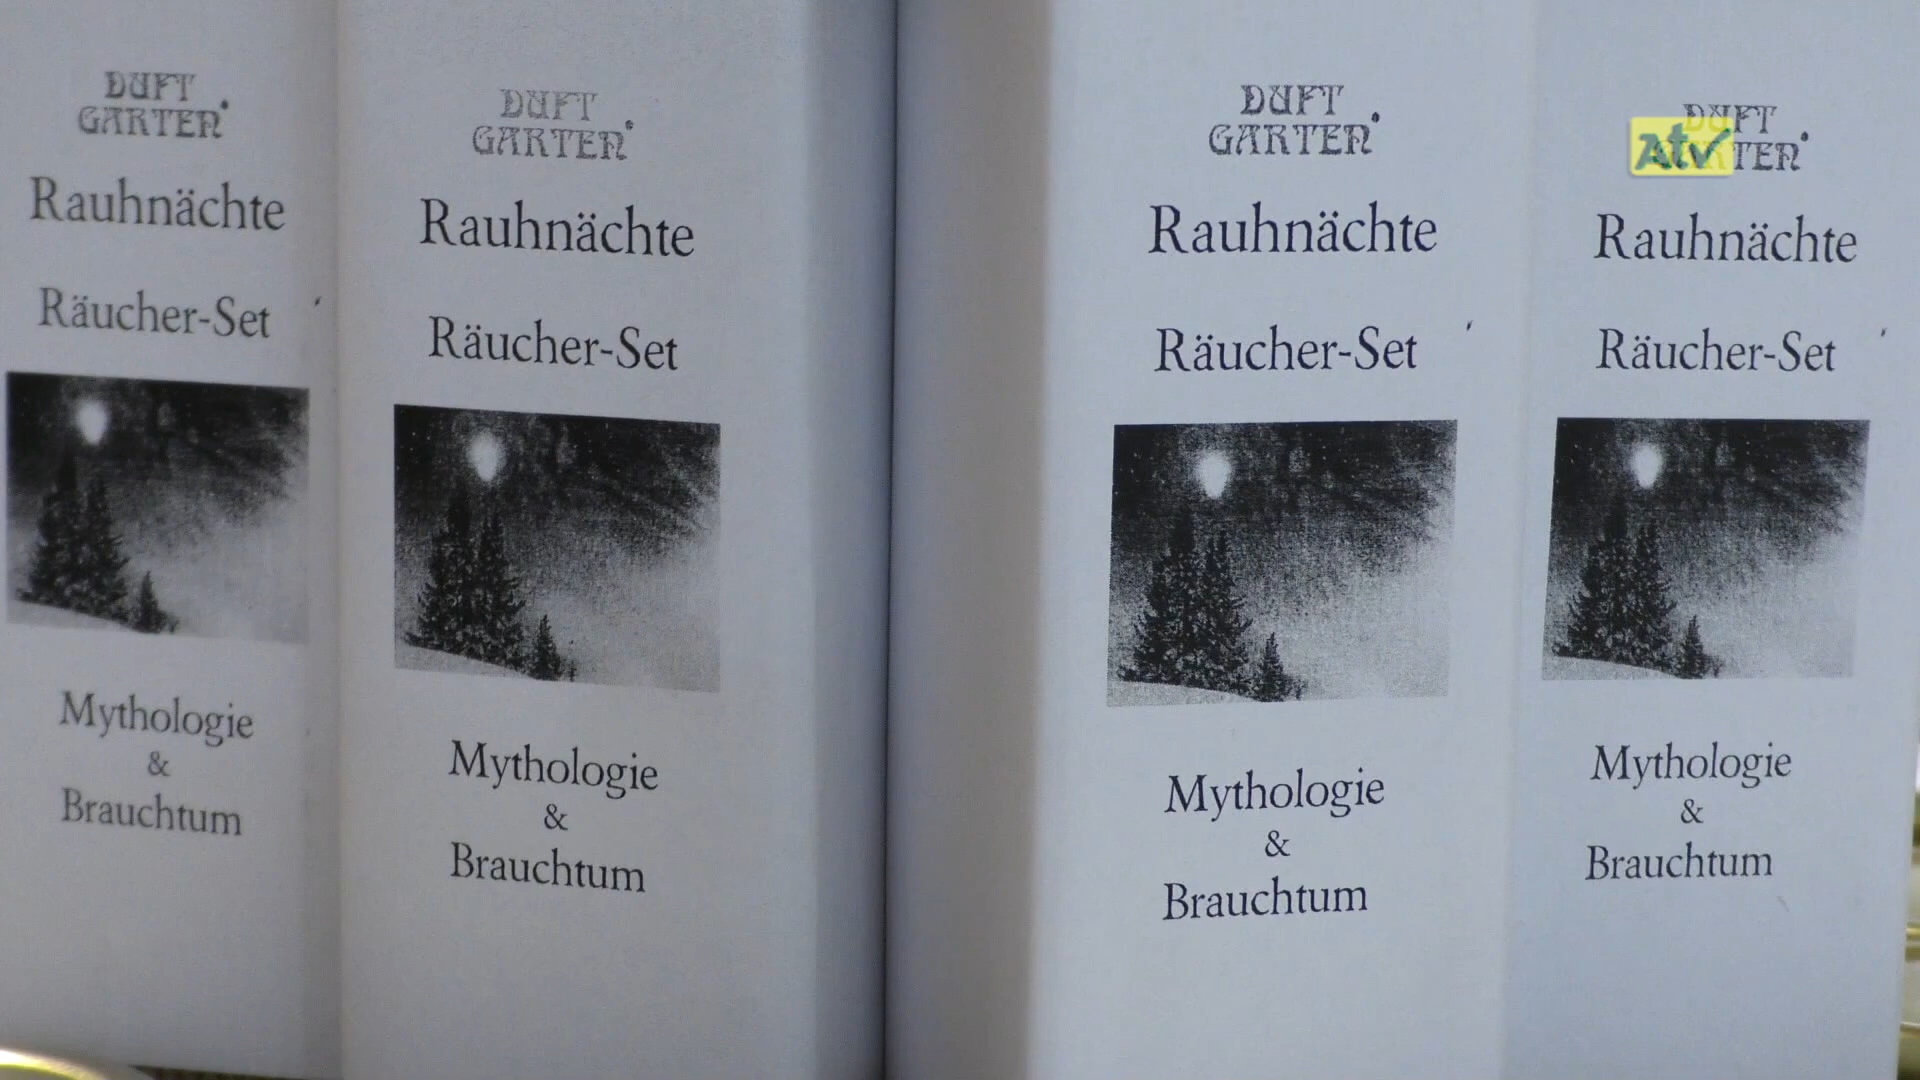 DUFT
GARTEN
Rauhnächte
Räucher-Set
Mythologie
&
Brauchtum
DUFT
GARTEN
Rauhnächte
Räucher-Set
Mythologie
&
Brauchtum
DUFT
GARTEN
Rauhnächte
Räucher-Set
Mythologie
&
Brauchtum
DUFT
GARTEN
Atv
Rauhnächte
Räucher-Set
Mythologie
&
Brauchtum